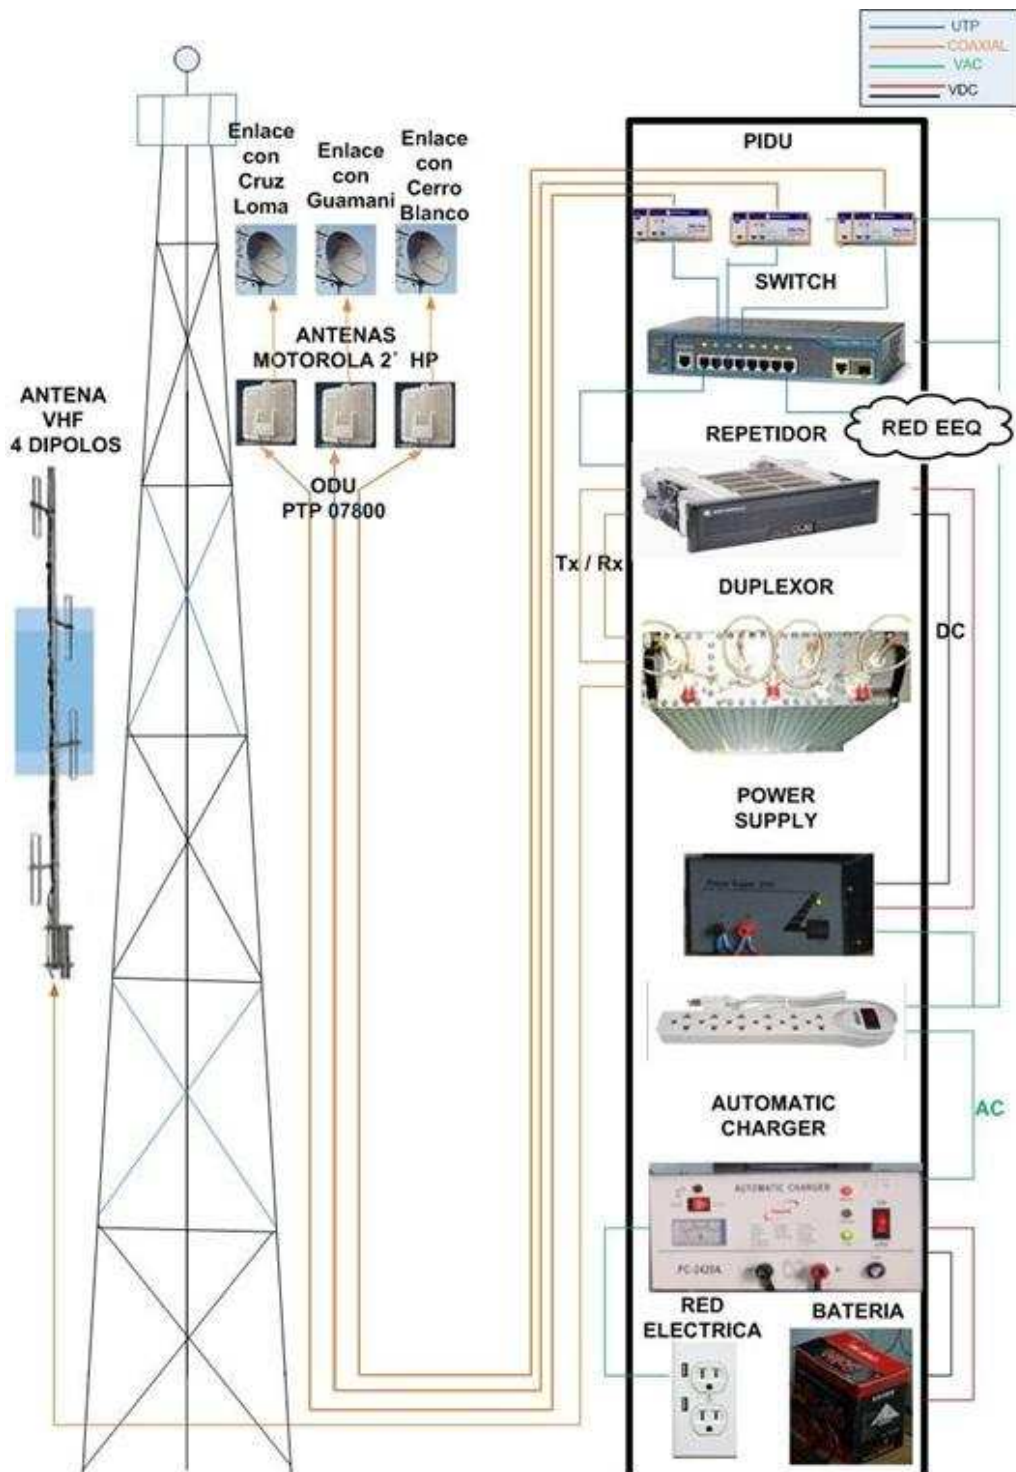 UTP
COAXIAL
VAC
VDC
Enlace
con
Cruz
Loma
Enlace
con
Guamani
Enlace
con
Cerro
Blanco
ANTENAS
MOTOROLA 2´ HP
ODU
PTP 07800
ANTENA
VHF
4 DIPOLOS
PIDU
SWITCH
RED EEQ
REPETIDOR
Tx / Rx
DUPLEXOR
DC
POWER
SUPPLY
AUTOMATIC
CHARGER
AC
AUTOMATIC CHARGER
PC-2420A
RED
ELECTRICA
BATERIA